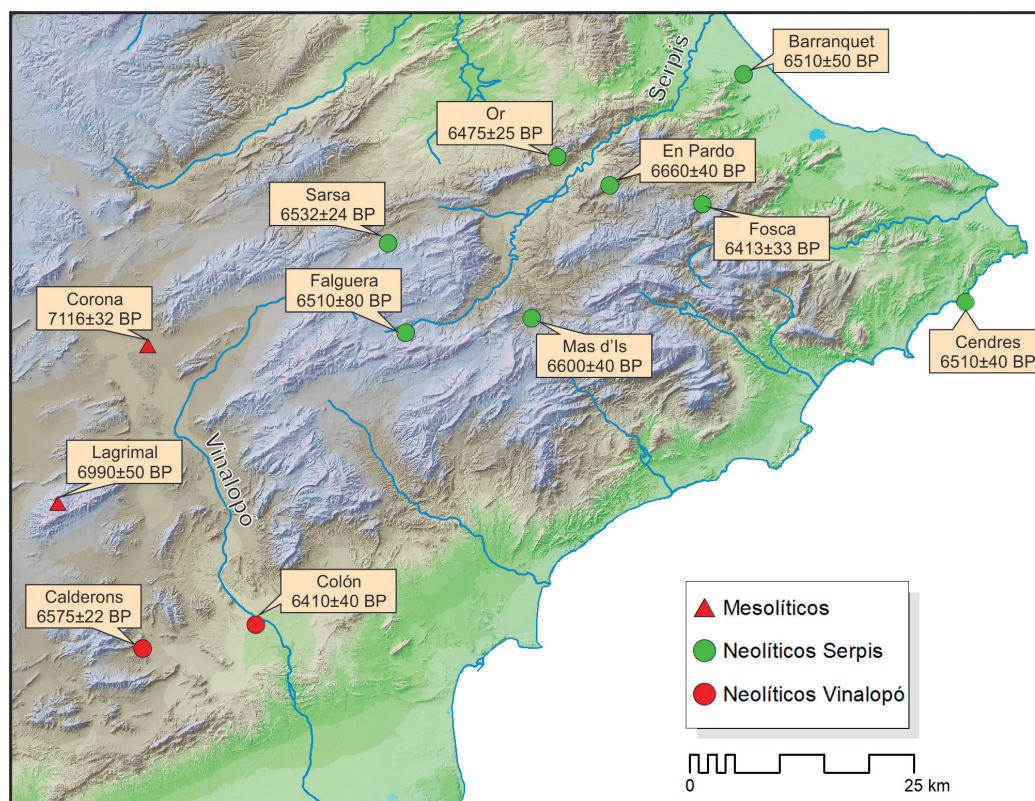 Barranquet
6510±50 BP
Serpis
Or
6475±25 BP
En Pardo
6660±40 BP
Sarsa
6532±24 BP
Fosca
6413±33 BP
Falguera
6510±80 BP
Corona
7116±32 BP
Mas d'Is
6600±40 BP
Cendres
6510±40 BP
Vinalopó
Lagrimal
6990±50 BP
Colón
6410±40 BP
Calderons
6575±22 BP
Mesolíticos
Neolíticos Serpis
Neolíticos Vinalopó
0 25 km